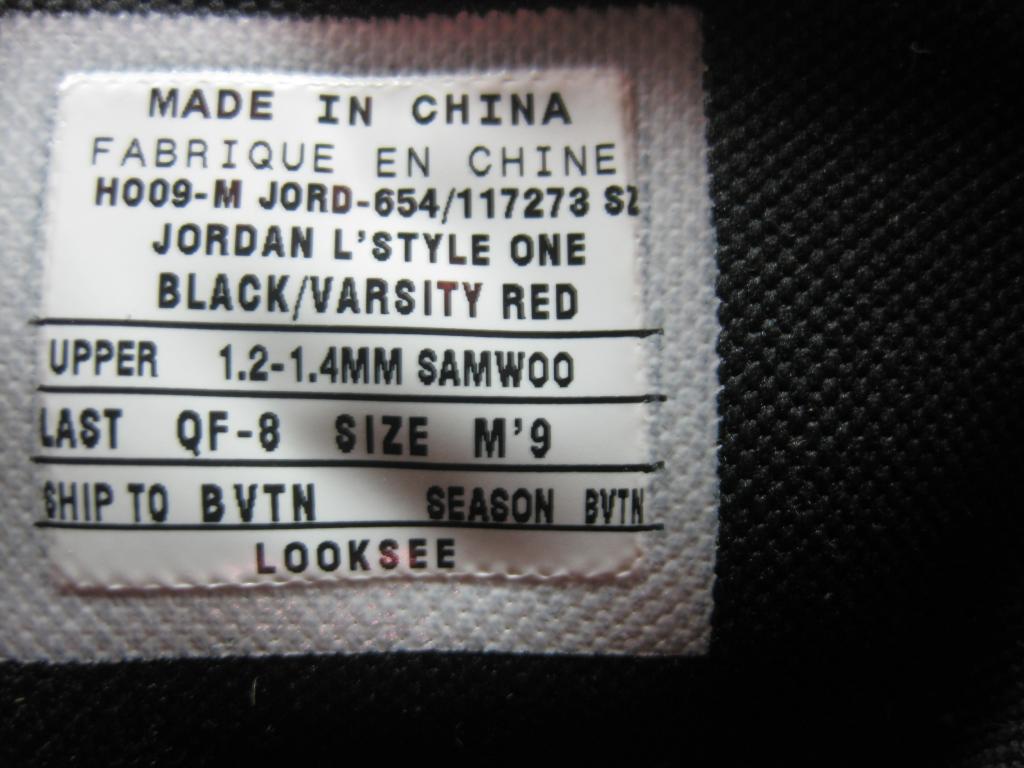 MADE IN CHINA
FABRIQUE EN CHINE
HO09-M JORD-654/117273 SZ
JORDAN L'STYLE ONE
BLACK/VARSITY RED
UPPER 1.2-1.4MM SAMWOO
LAST QF-8 SIZE M'9
SHIP TO BVTN SEASON BVTN
LOOKSEE